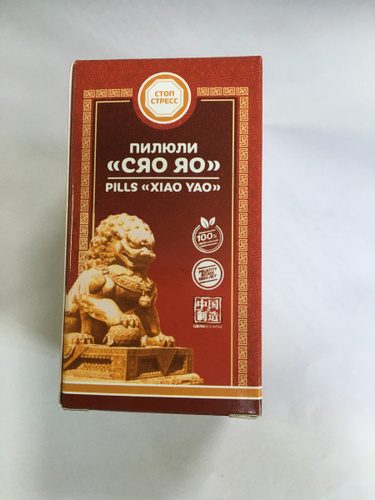 СТОП
СТРЕСС
ПИЛЮЛИ
«СЯО ЯО»
PILLS «XIAO YAO»
100%
中国
制造